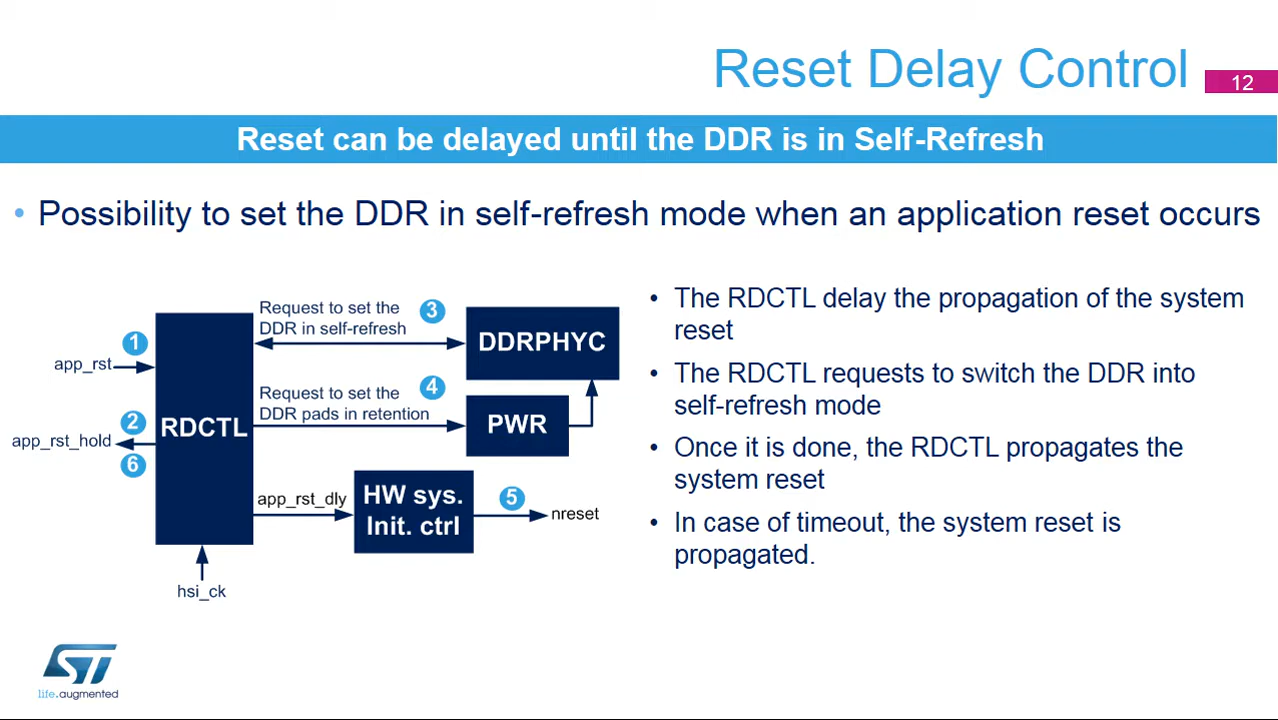 Reset Delay Control
12
Reset can be delayed until the DDR is in Self-Refresh
• Possibility to set the DDR in self-refresh mode when an application reset occurs
Request to set the
DDR in self-refresh
3
DDRPHYC
1
app_rst
Request to set the
DDR pads in retention
4
PWR
2
app_rst_hold
6
RDCTL
app_rst_dly
HW sys.
Init. ctrl
5
nreset
hsi_ck
• The RDCTL delay the propagation of the system
reset
• The RDCTL requests to switch the DDR into
self-refresh mode
• Once it is done, the RDCTL propagates the
system reset
• In case of timeout, the system reset is
propagated.
ST
life.augmented